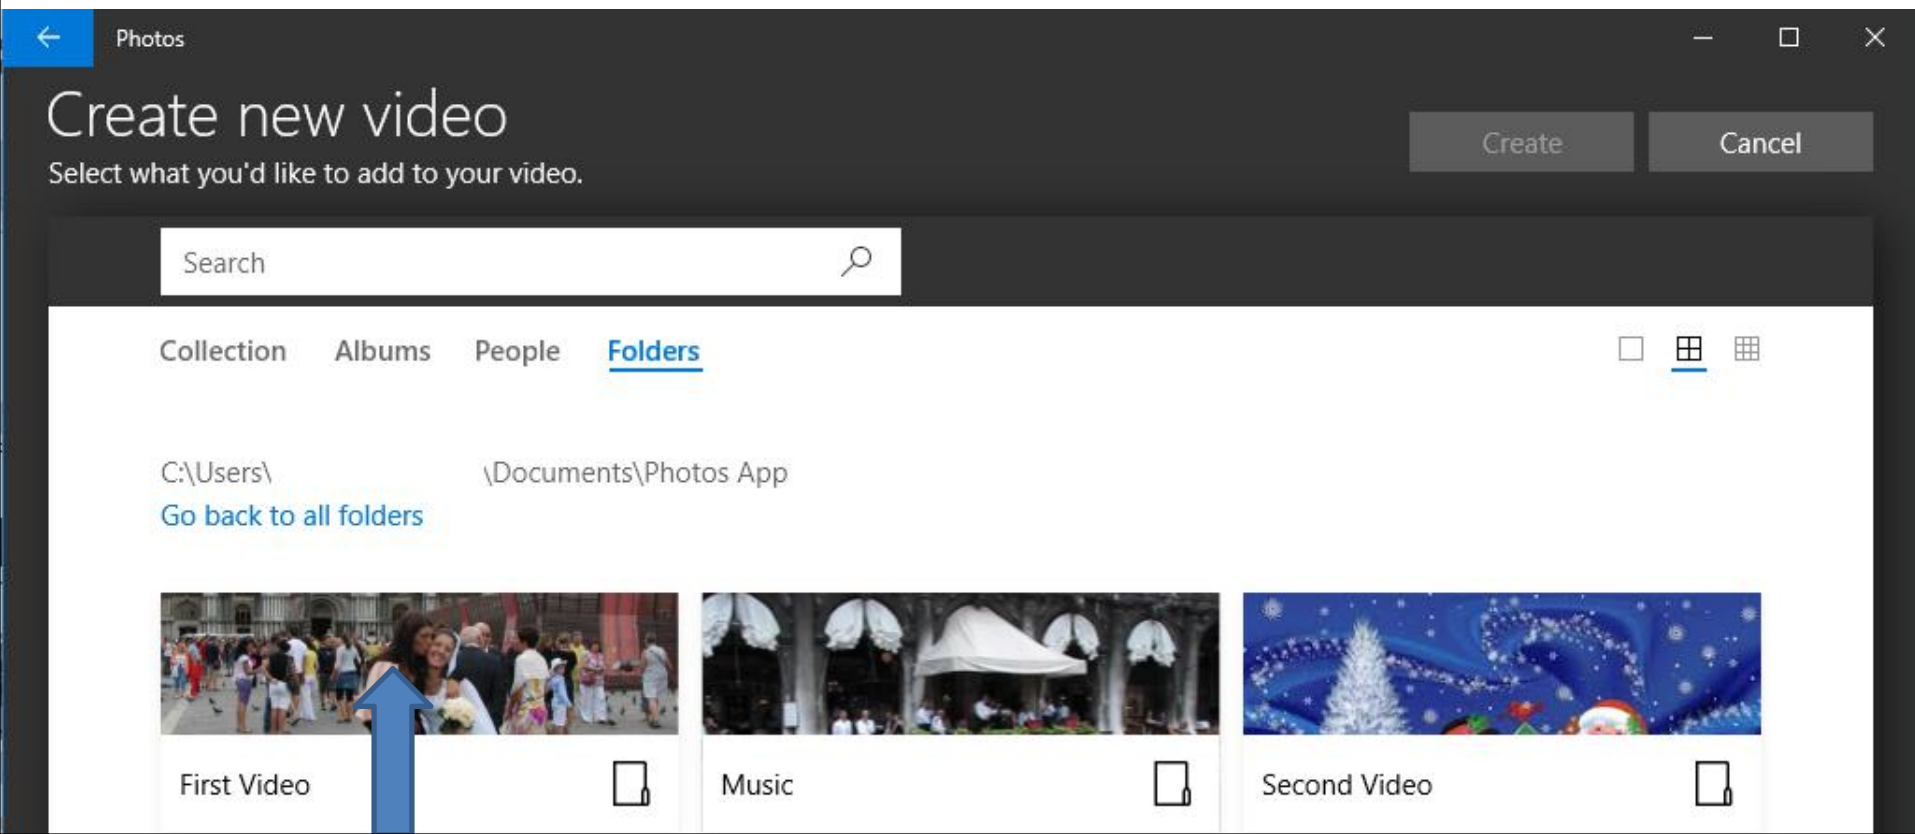 Photos
Create new video
Select what you'd like to add to your video.
Create
Cancel
Search
Collection
Albums
People
Folders
C:\Users\ \Documents\Photos App
Go back to all folders
First Video
Music
Second Video